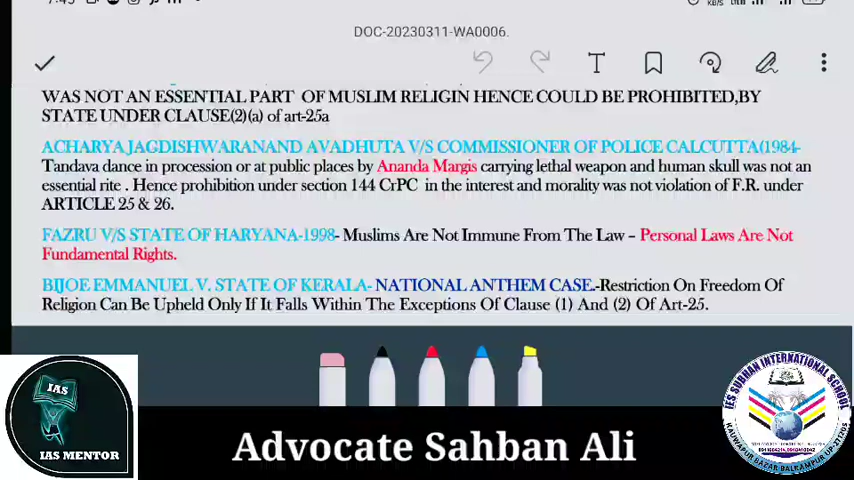 DOC-20230311-WA0006.
WAS NOT AN ESSENTIAL PART OF MUSLIM RELIGIN HENCE COULD BE PROHIBITED,BY
STATE UNDER CLAUSE(2)(a) of art-25a
ACHARYA JAGDISHWARANAND AVADHUTA V/S COMMISSIONER OF POLICE CALCUTTA(1984-
Tandava dance in procession or at public places by Ananda Margis carrying lethal weapon and human skull was not an
essential rite . Hence prohibition under section 144 CrPC in the interest and morality was not violation of F.R. under
ARTICLE 25 & 26.
FAZRU V/S STATE OF HARYANA-1998- Muslims Are Not Immune From The Law – Personal Laws Are Not
Fundamental Rights.
BIJOE EMMANUEL V. STATE OF KERALA- NATIONAL ANTHEM CASE.-Restriction On Freedom Of
Religion Can Be Upheld Only If It Falls Within The Exceptions Of Clause (1) And (2) Of Art-25.
IAS
IAS MENTOR
Advocate Sahban Ali
IES SUBHAN INTERNATIONAL SCHOOL